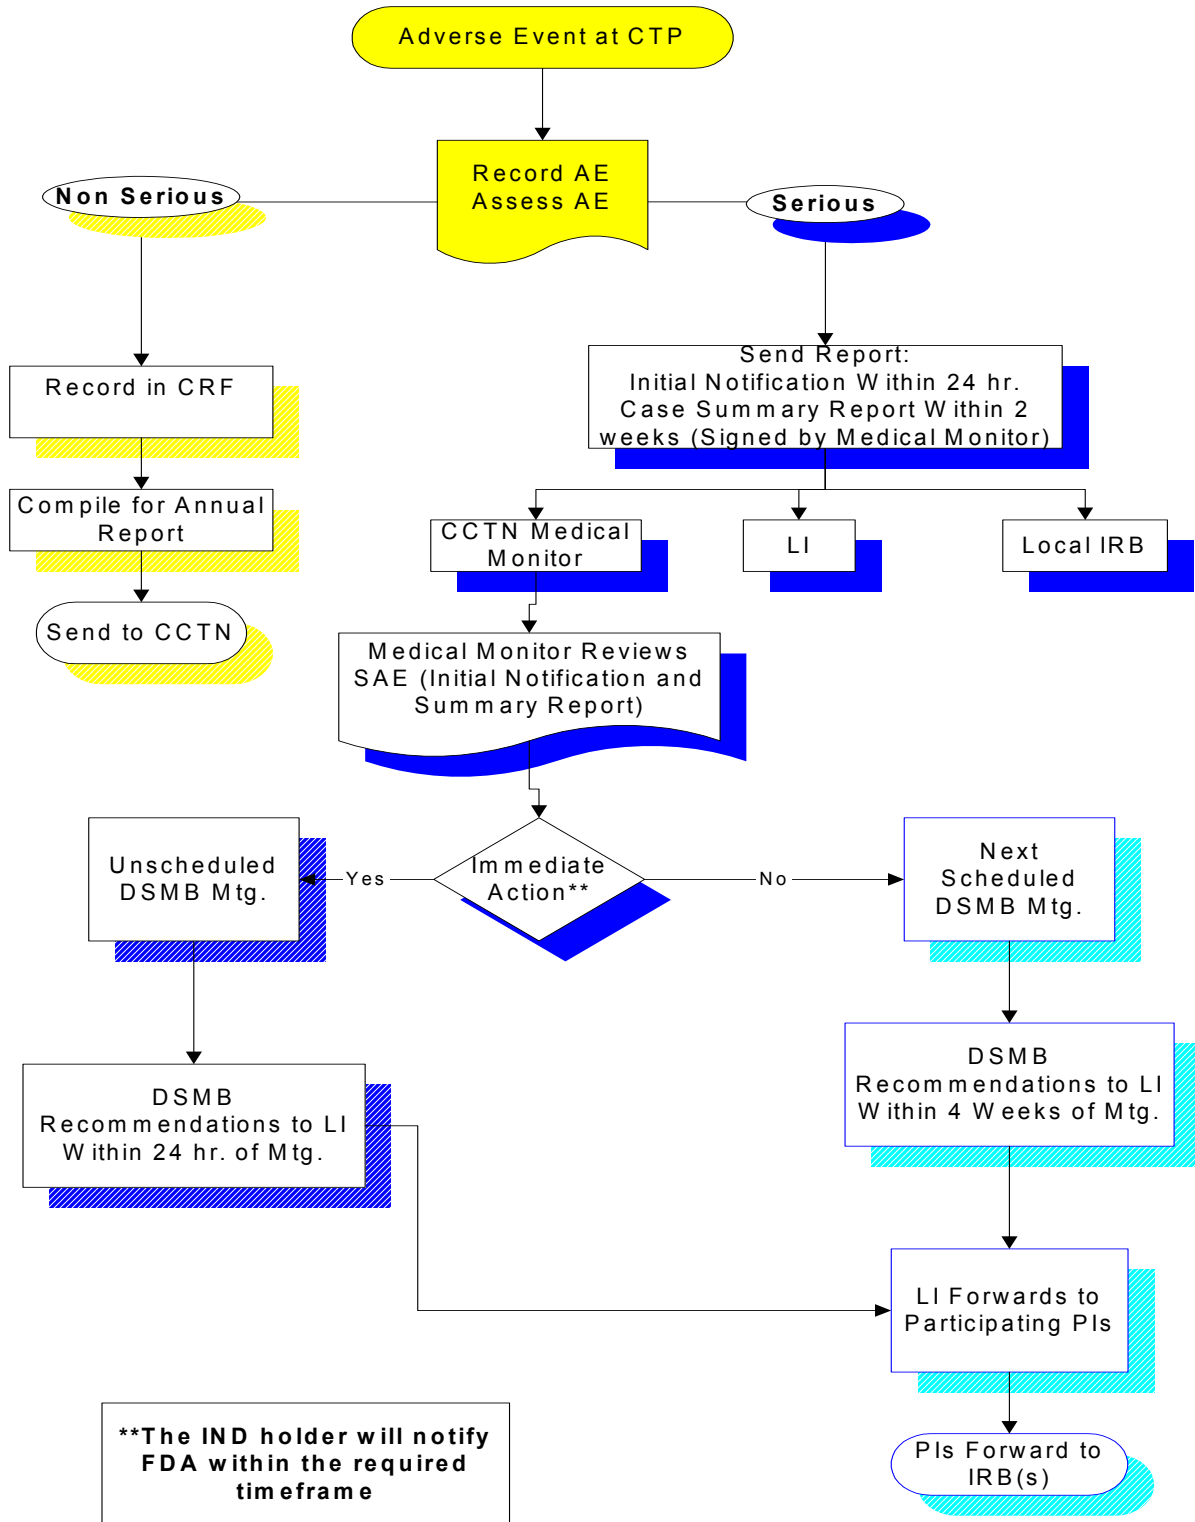 Adverse Event at CTP
Record AE
Assess AE
Non Serious
Serious
Record in CRF
Compile for Annual
Report
Send to CCTN
Send Report:
Initial Notification Within 24 hr.
Case Summary Report Within 2
weeks (Signed by Medical Monitor)
CCTN Medical
Monitor
LI
Local IRB
Medical Monitor Reviews
SAE (Initial Notification and
Summary Report)
Immediate
Action**
Yes
No
Unscheduled
DSMB Mtg.
Next
Scheduled
DSMB Mtg.
DSMB
Recommendations to LI
Within 24 hr. of Mtg.
DSMB
Recommendations to LI
Within 4 Weeks of Mtg.
LI Forwards to
Participating PIs
PIs Forward to
IRB(s)
**The IND holder will notify
FDA within the required
timeframe